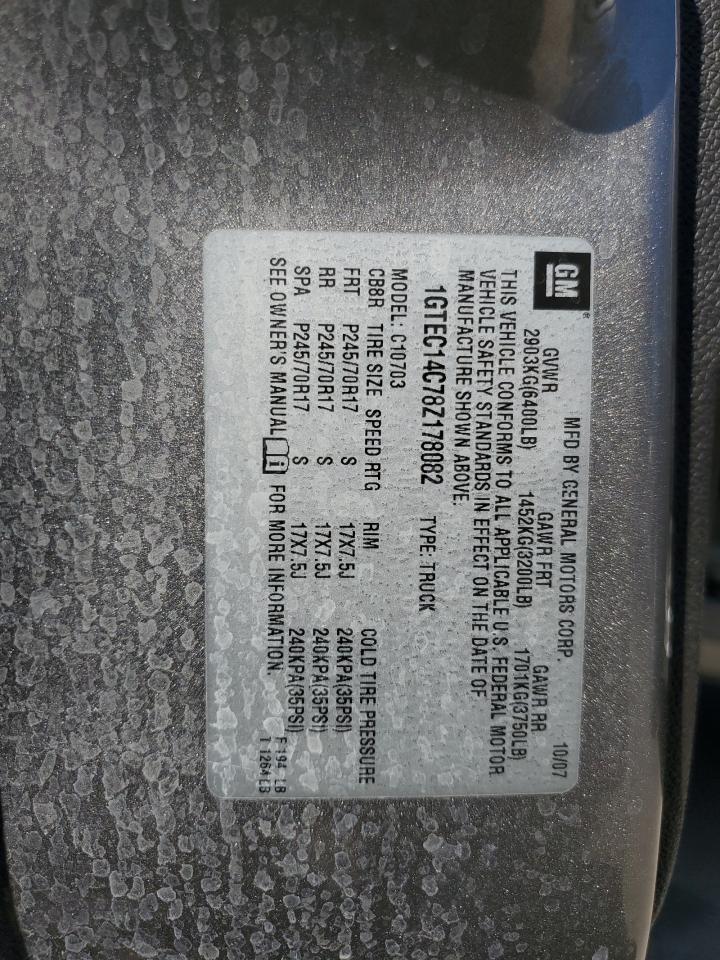 GM ® MFD BY GENERAL MOTORS CORP. 10/07
GVWR GAWR FRT GAWR RR
2903KG(6400LB) 1452KG(3200LB) 1701KG(3750LB)
THIS VEHICLE CONFORMS TO ALL APPLICABLE U.S. FEDERAL MOTOR
VEHICLE SAFETY STANDARDS IN EFFECT ON THE DATE OF
MANUFACTURE SHOWN ABOVE.
1GTEC14C78Z178082 TYPE: TRUCK
MODEL: C10703
CB8R TIRE SIZE SPEED RTG RIM COLD TIRE PRESSURE
FRT P245/70R17 S 17X7.5J 240KPA(35PSI)
RR P245/70R17 S 17X7.5J 240KPA(35PSI)
SPA P245/70R17 S 17X7.5J 240KPA(35PSI)
SEE OWNER'S MANUAL i FOR MORE INFORMATION.